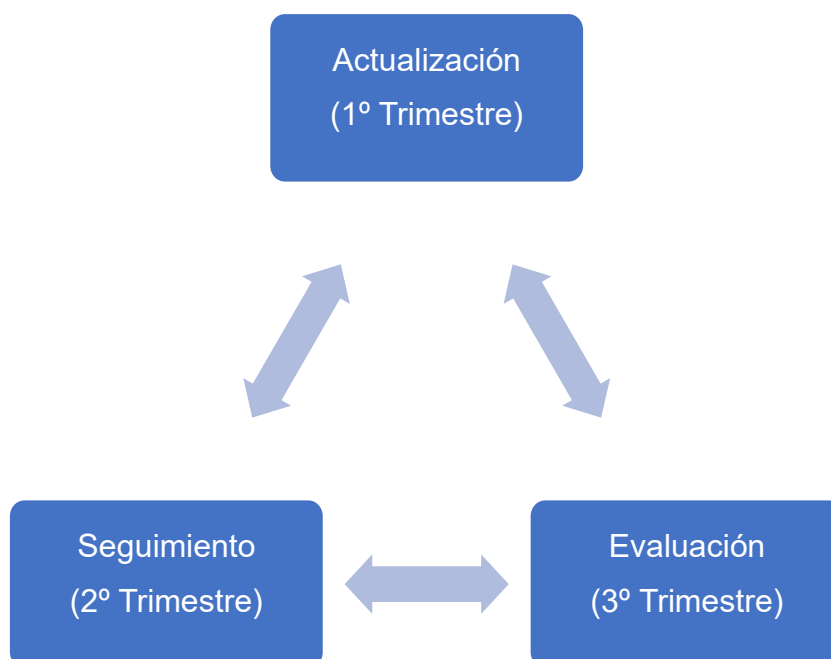 Actualización
(1º Trimestre)
Seguimiento
(2º Trimestre)
Evaluación
(3º Trimestre)